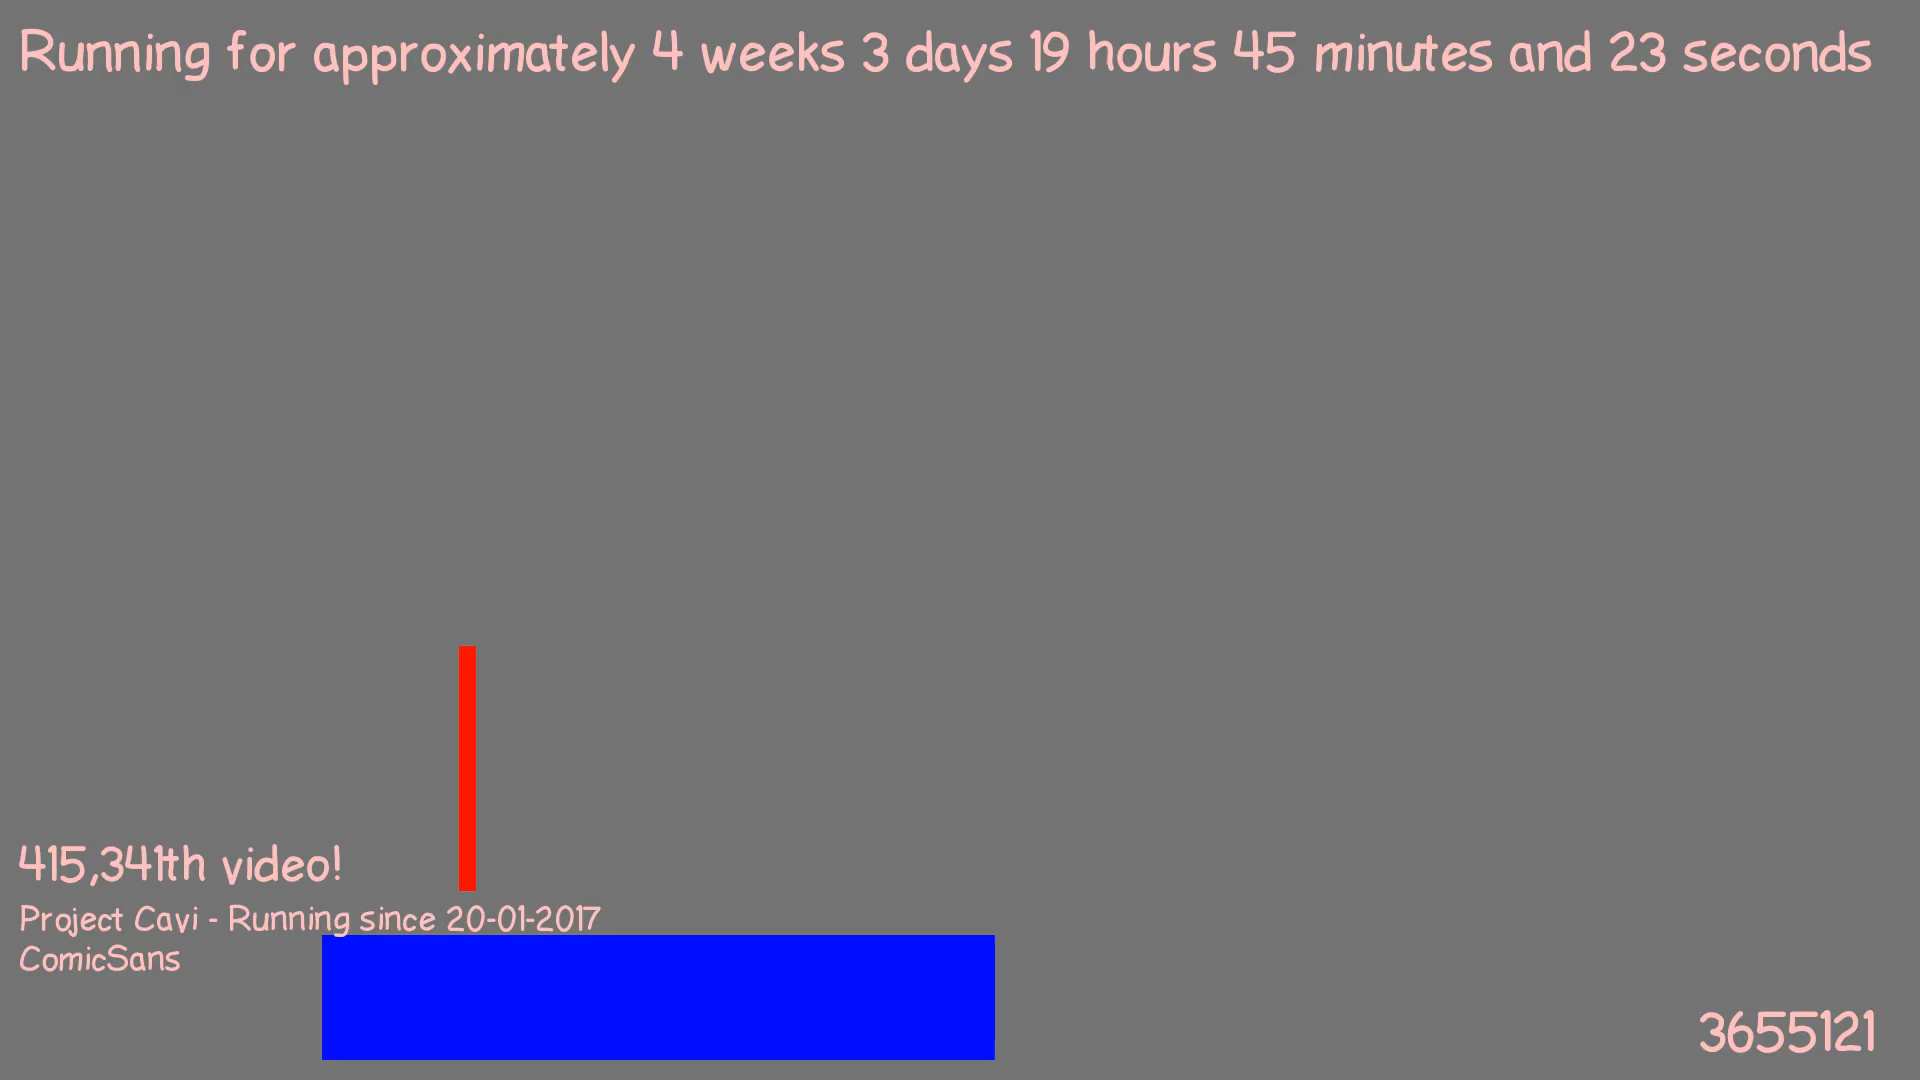 Running for approximately 4 weeks 3 days 19 hours 45 minutes and 23 seconds
415,341th video!
Project Cavi - Running since 20-01-2017
ComicSans
3655121